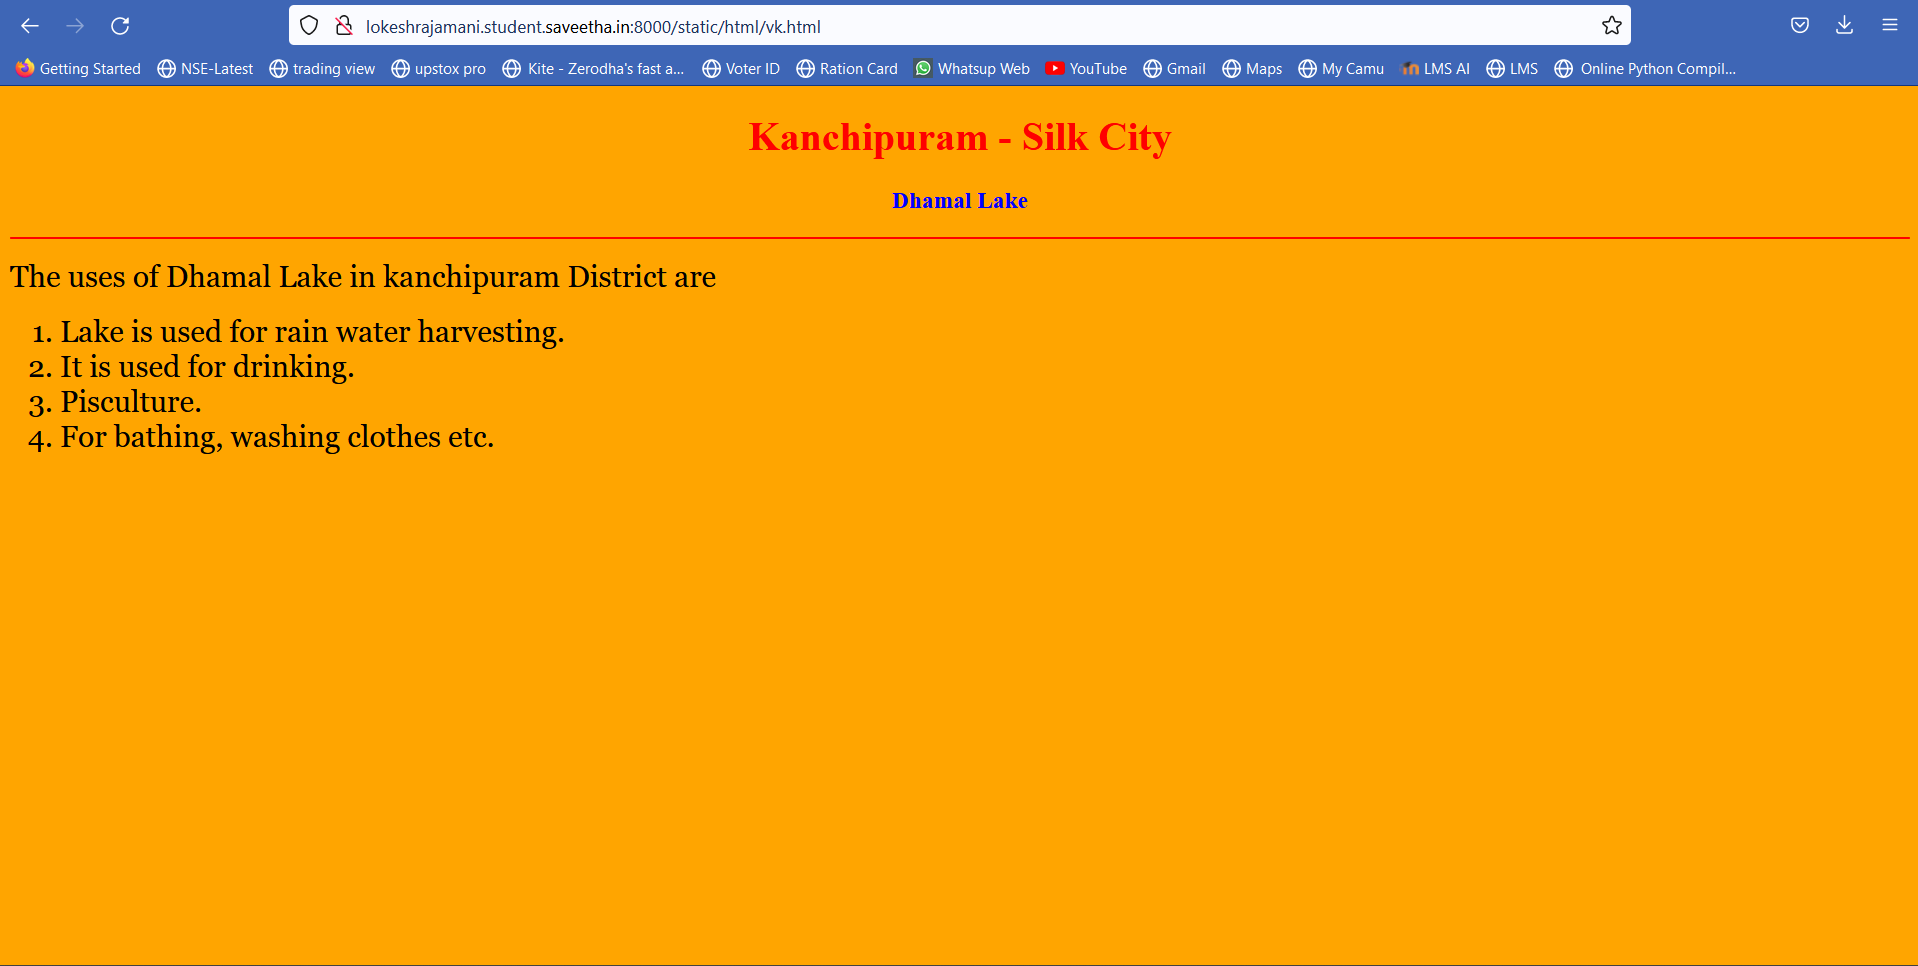 lokeshrajamani.student.saveetha.in:8000/static/html/vk.html
Getting Started NSE-Latest trading view upstox pro Kite - Zerodha's fast a... Voter ID Ration Card Whatsup Web YouTube Gmail Maps My Camu LMS AI LMS Online Python Compil...
Kanchipuram - Silk City
Dhamal Lake
The uses of Dhamal Lake in kanchipuram District are
1. Lake is used for rain water harvesting.
2. It is used for drinking.
3. Pisculture.
4. For bathing, washing clothes etc.